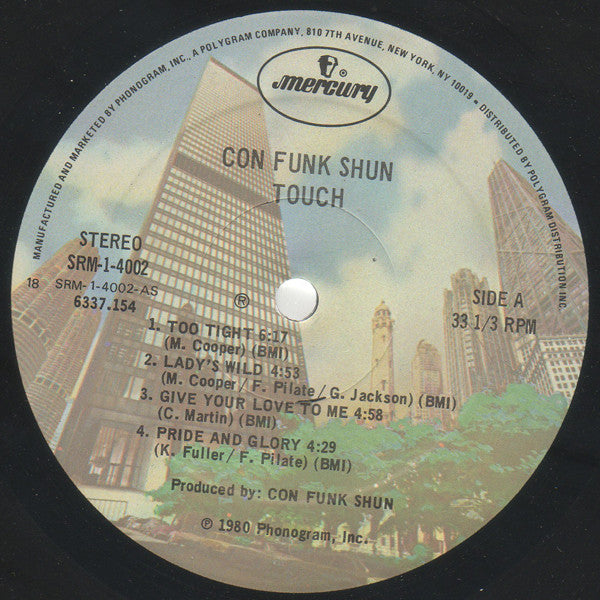 MANUFACTURED AND MARKETED BY PHONOGRAM, INC., A POLYGRAM COMPANY, 810 7TH AVENUE, NEW YORK, NY 10019 • DISTRIBUTED BY POLYGRAM DISTRIBUTION INC
mercury®
CON FUNK SHUN
TOUCH
STEREO
SRM-1-4002
18 SRM-1-4002-AS
6337.154
Ⓟ
SIDE A
33 1/3 RPM
1. TOO TIGHT 6:17
(M. Cooper) (BMI)
2. LADY'S WILD 4:53
(M. Cooper/F. Pilate/G. Jackson) (BMI)
3. GIVE YOUR LOVE TO ME 4:58
(C. Martin) (BMI)
4. PRIDE AND GLORY 4:29
(K. Fuller/F. Pilate) (BMI)
Produced by: CON FUNK SHUN
Ⓟ 1980 Phonogram, Inc.